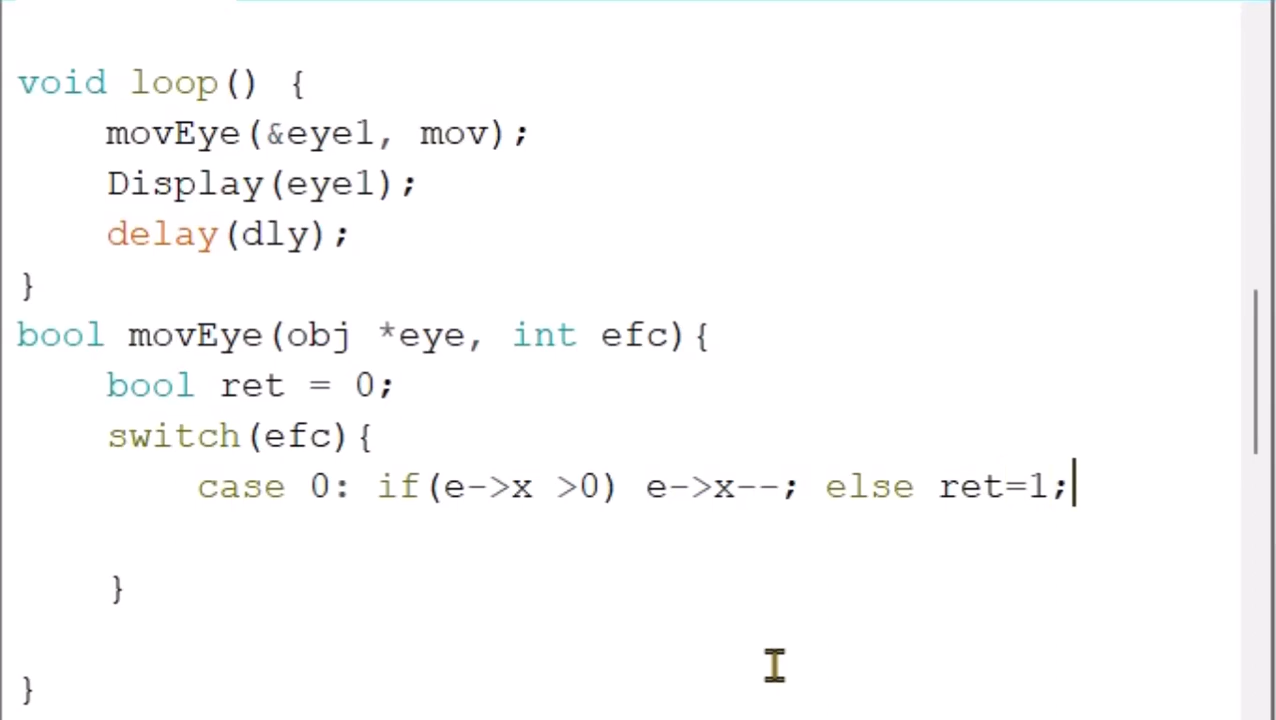 void loop() {
movEye(&eye1, mov);
Display(eye1);
delay(dly);
}
bool movEye(obj *eye, int efc){
bool ret = 0;
switch(efc){
case 0: if(e->x >0) e->x--; else ret=1;
}
}